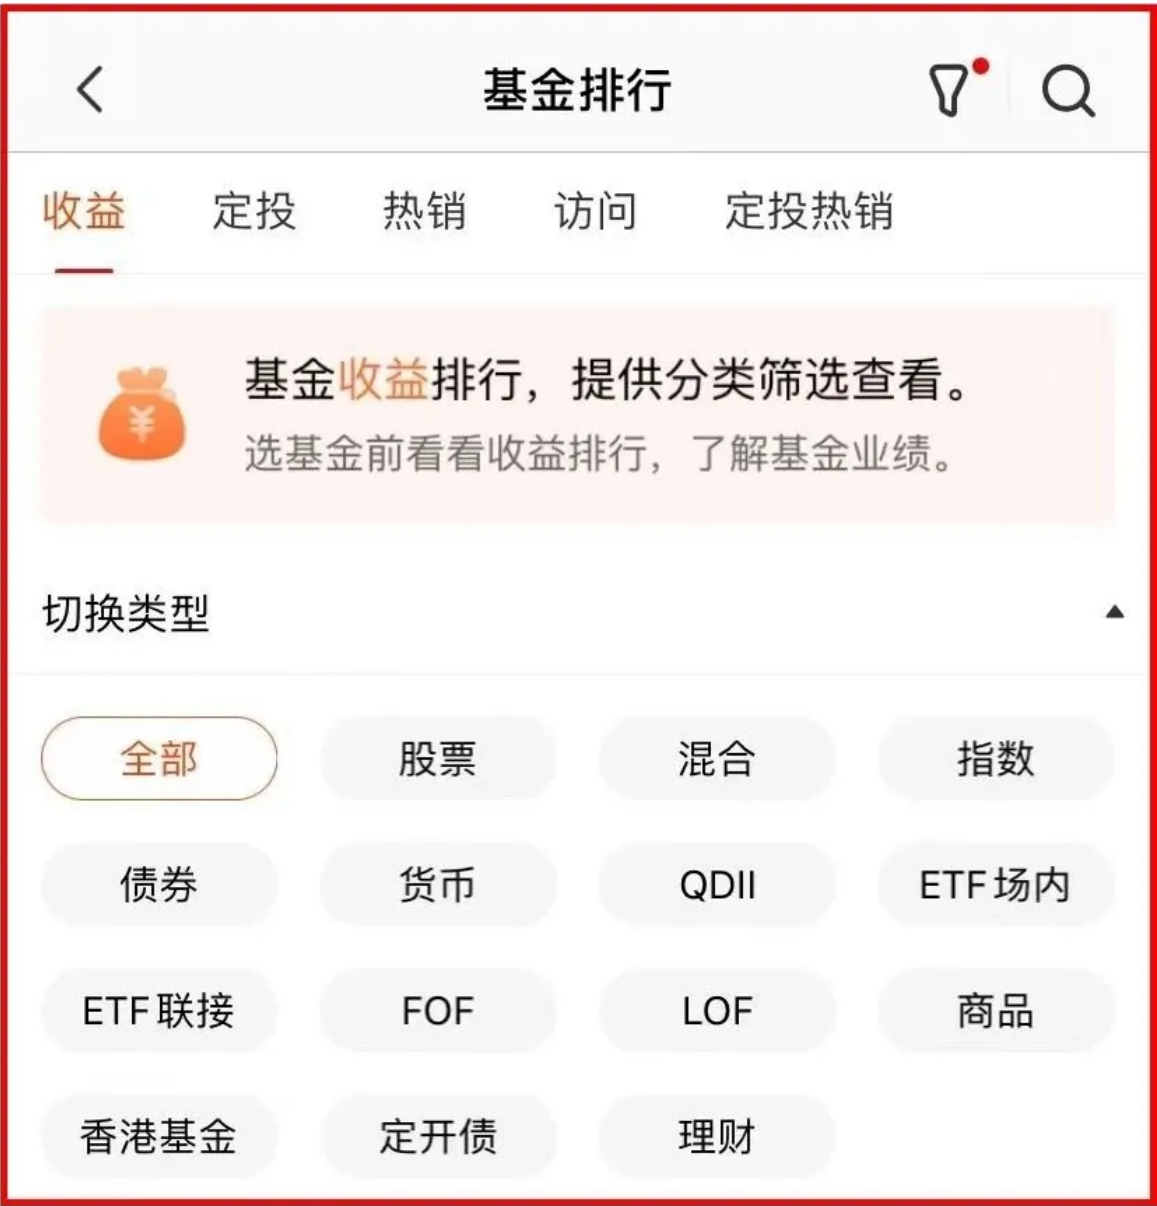 基金排行
收益 定投 热销 访问 定投热销
基金收益排行，提供分类筛选查看。
¥
选基金前看看收益排行，了解基金业绩。
切换类型
全部 股票 混合 指数
债券 货币 QDII ETF场内
ETF联接 FOF LOF 商品
香港基金 定开债 理财